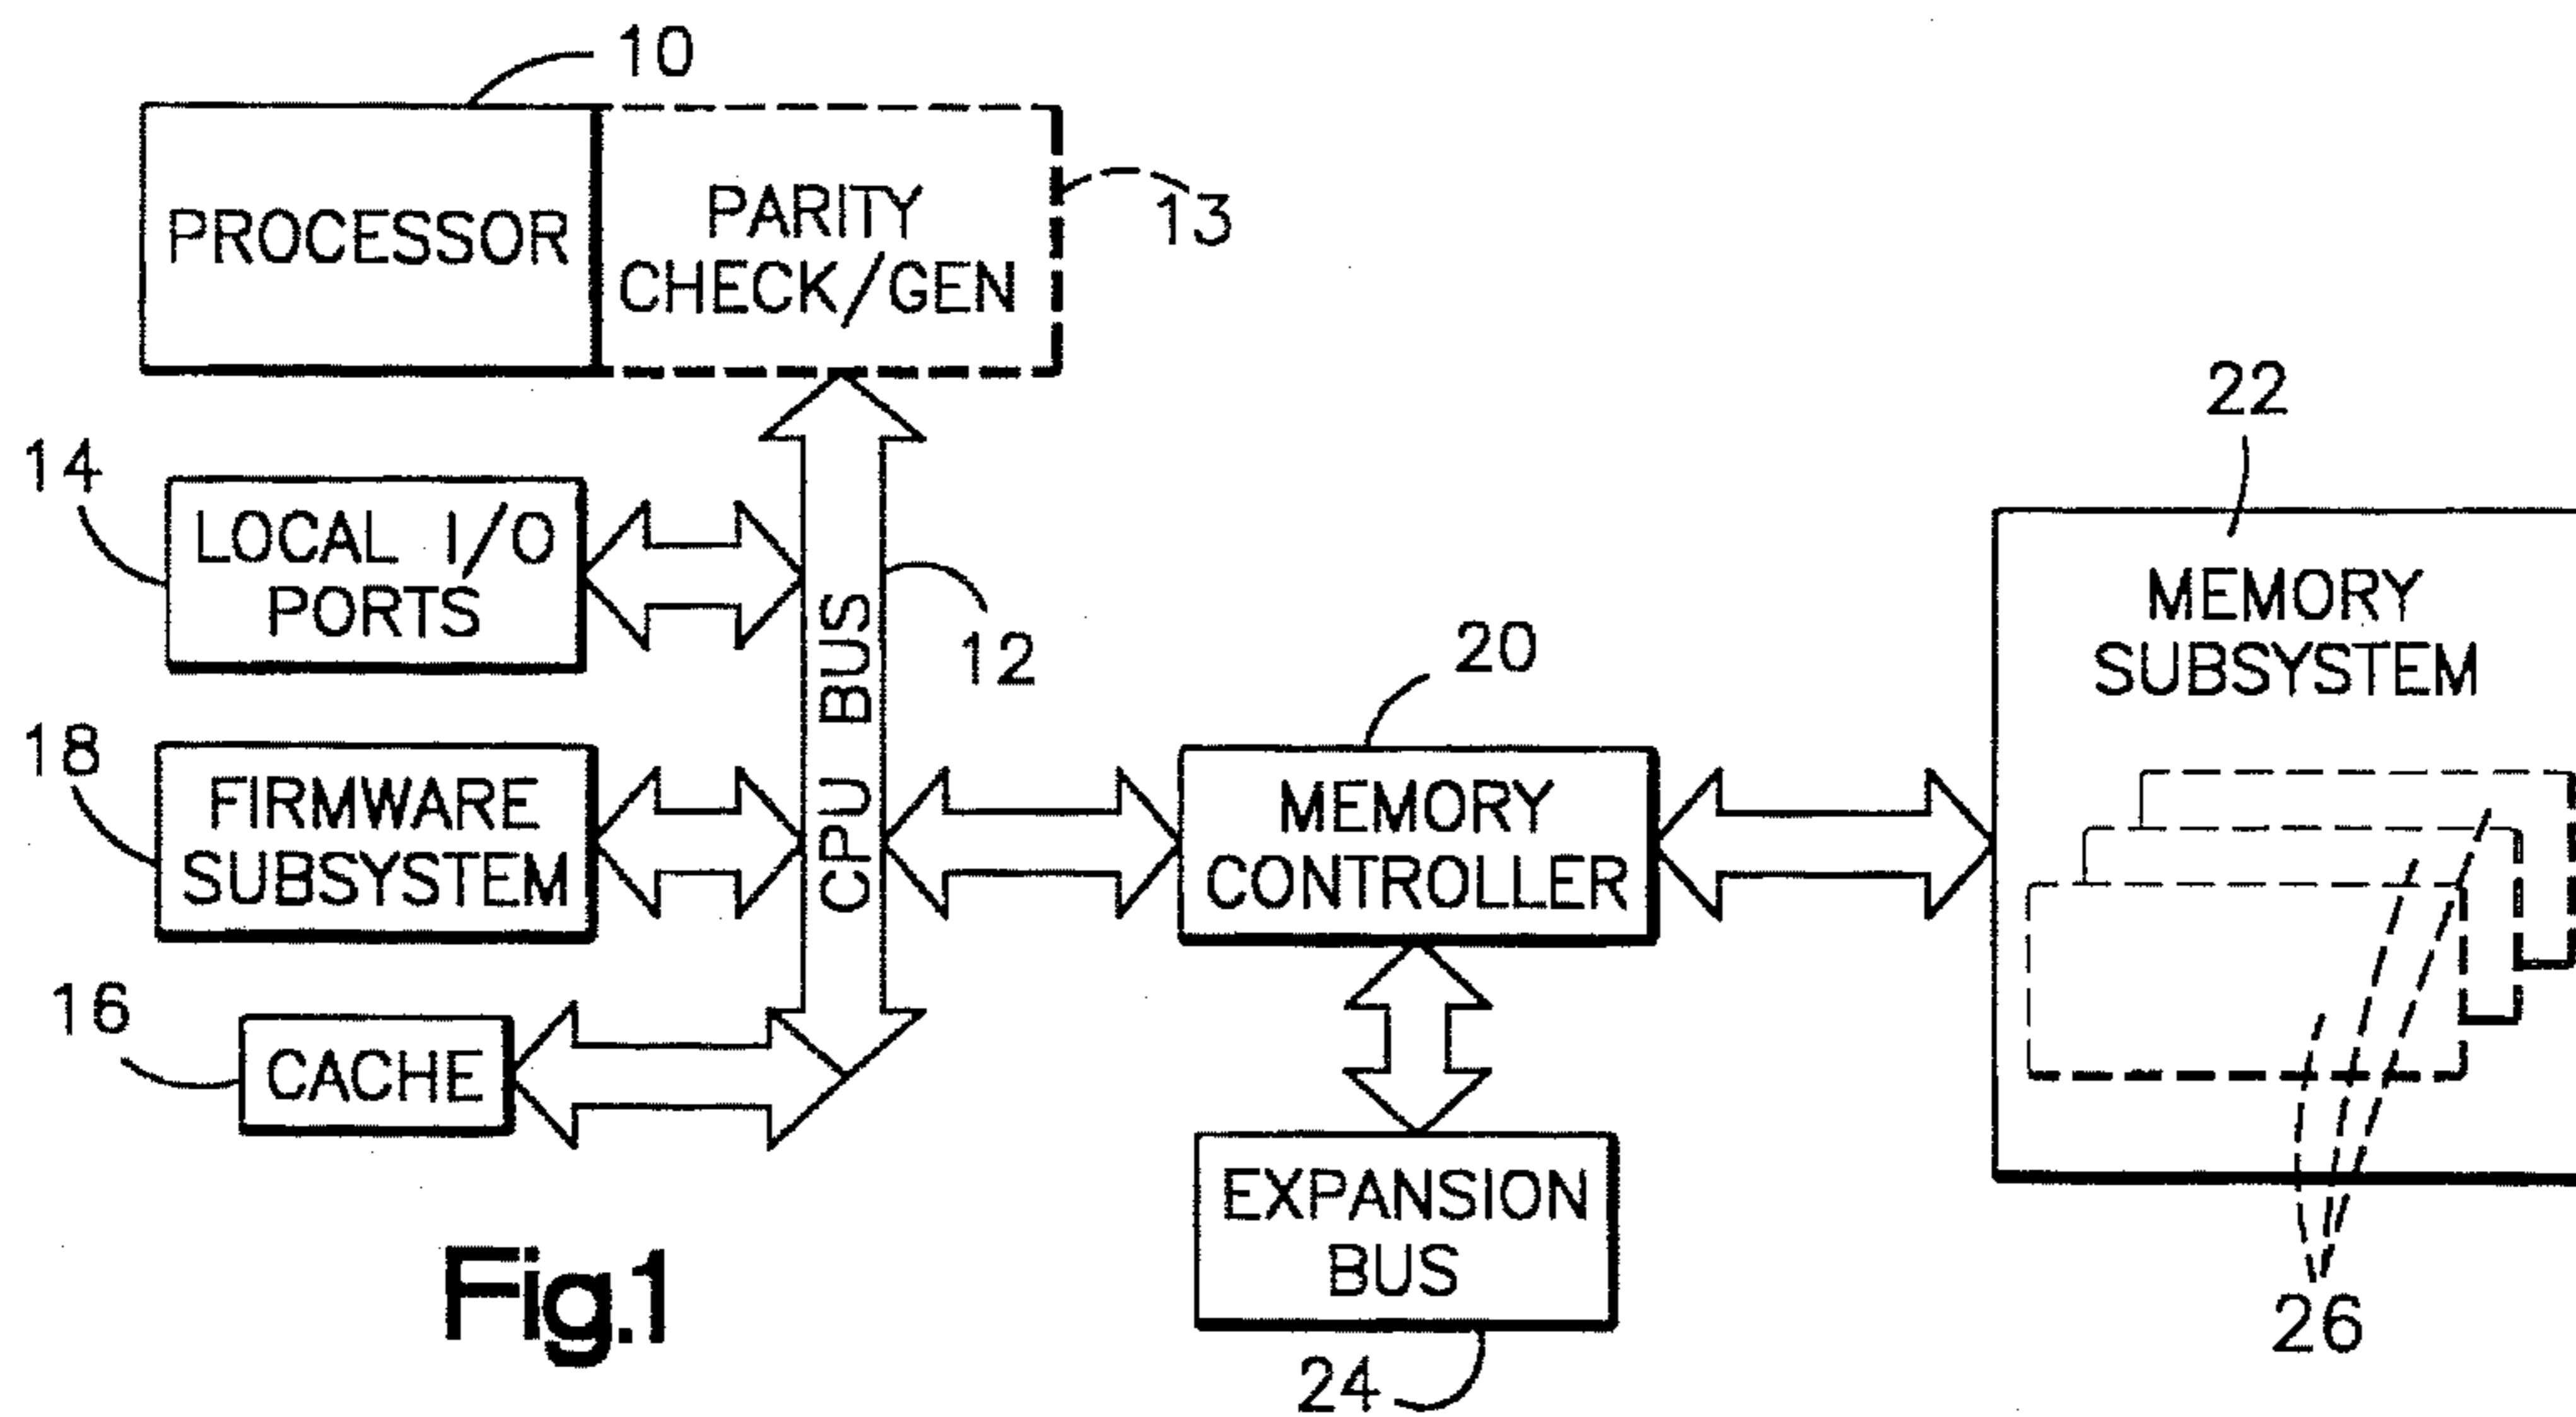 10
PROCESSOR
PARITY
CHECK/GEN
13
14
LOCAL I/O
PORTS
12
CPU BUS
18
FIRMWARE
SUBSYSTEM
16
CACHE
20
MEMORY
CONTROLLER
22
MEMORY
SUBSYSTEM
EXPANSION
BUS
24
26
Fig.1